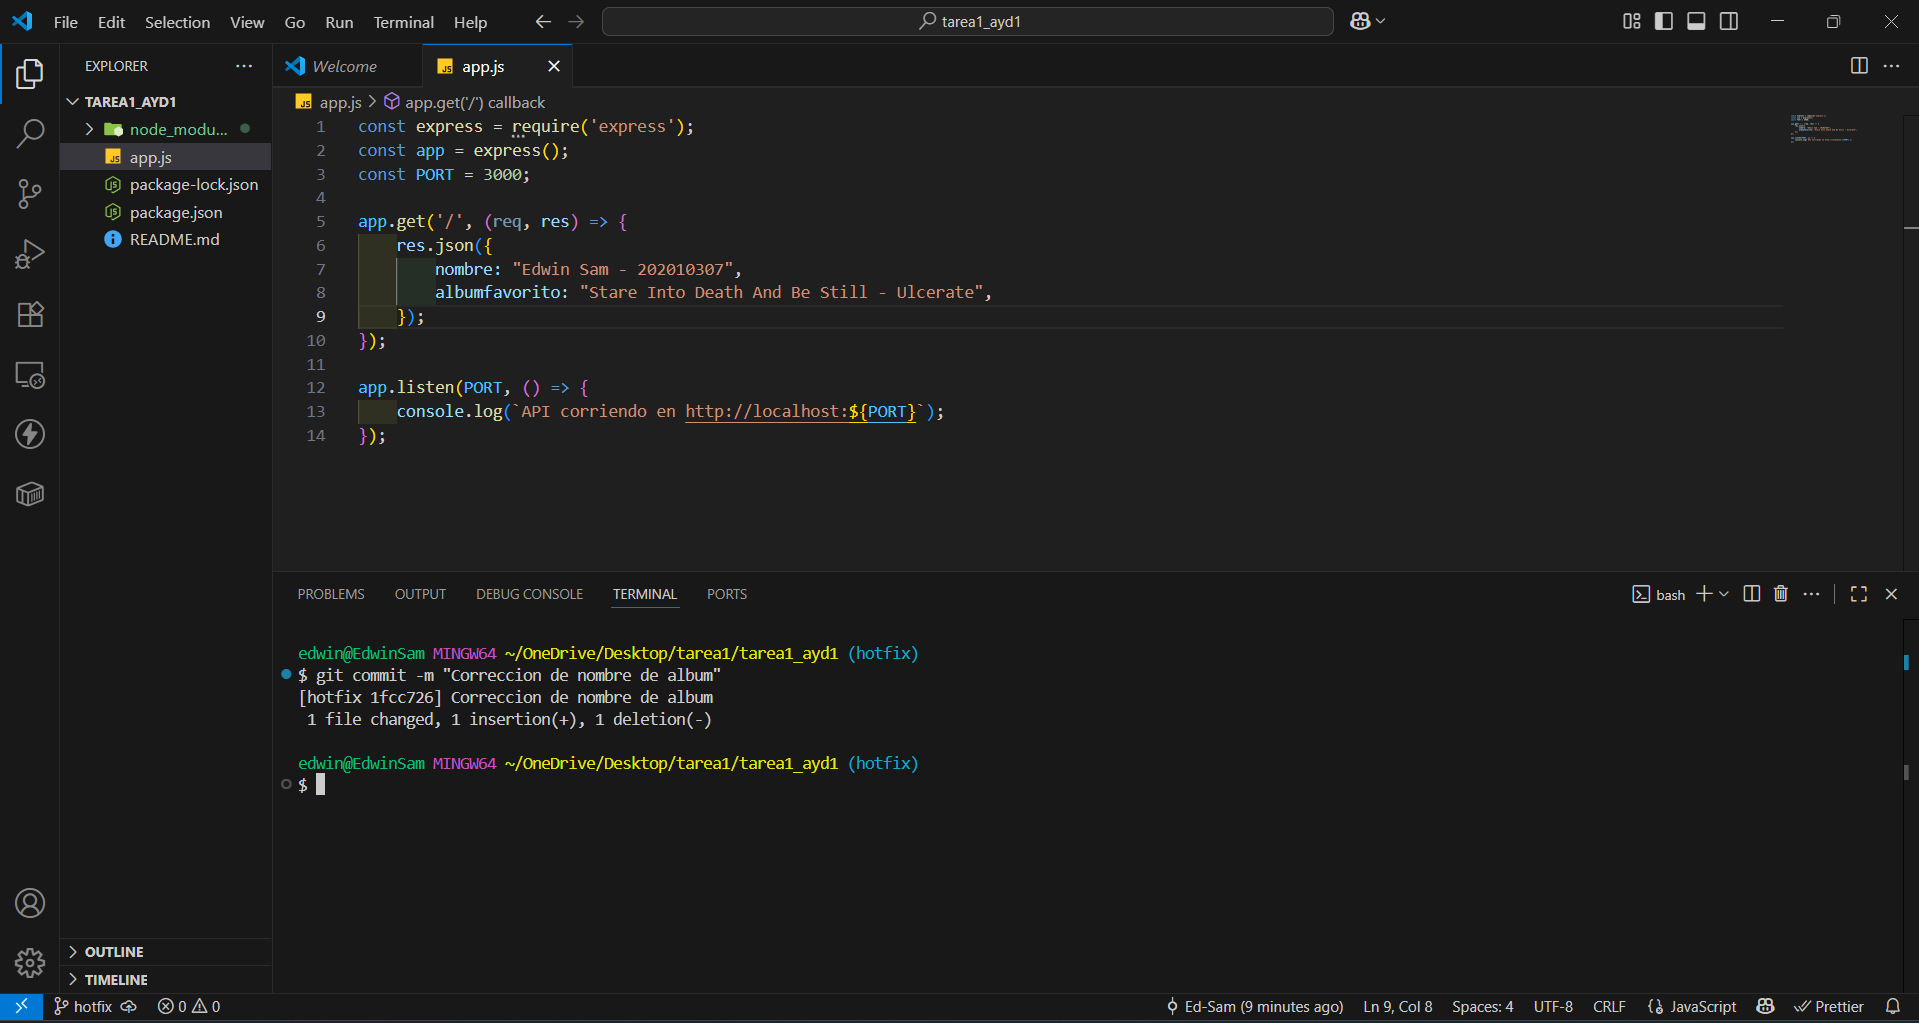 File Edit Selection View Go Run Terminal Help
tarea1_ayd1
EXPLORER
TAREA1_AYD1
node_modu...
app.js
package-lock.json
package.json
README.md
OUTLINE
TIMELINE
Welcome
app.js
app.js > app.get('/') callback
1 const express = require('express');
2 const app = express();
3 const PORT = 3000;
4
5 app.get('/', (req, res) => {
6 res.json({
7 nombre: "Edwin Sam - 202010307",
8 albumfavorito: "Stare Into Death And Be Still - Ulcerate",
9 });
10 });
11
12 app.listen(PORT, () => {
13 console.log(`API corriendo en http://localhost:${PORT}`);
14 });
PROBLEMS OUTPUT DEBUG CONSOLE TERMINAL PORTS
bash
edwin@EdwinSam MINGW64 ~/OneDrive/Desktop/tarea1/tarea1_ayd1 (hotfix)
$ git commit -m "Correccion de nombre de album"
[hotfix 1fcc726] Correccion de nombre de album
1 file changed, 1 insertion(+), 1 deletion(-)
edwin@EdwinSam MINGW64 ~/OneDrive/Desktop/tarea1/tarea1_ayd1 (hotfix)
$
hotfix 0 0 Ed-Sam (9 minutes ago) Ln 9, Col 8 Spaces: 4 UTF-8 CRLF JavaScript Prettier